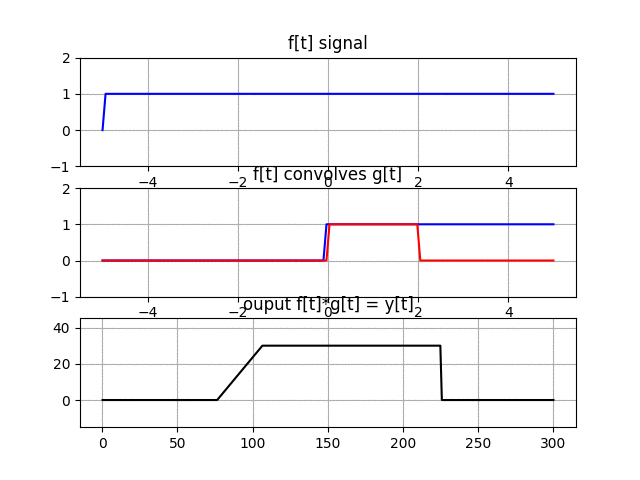 f[t] signal
2
1
0
−1
−4 −2 0 2 4
f[t] convolves g[t]
2
1
0
−1
−4 −2 0 2 4
ouput f[t]*g[t] = y[t]
40
20
0
0 50 100 150 200 250 300